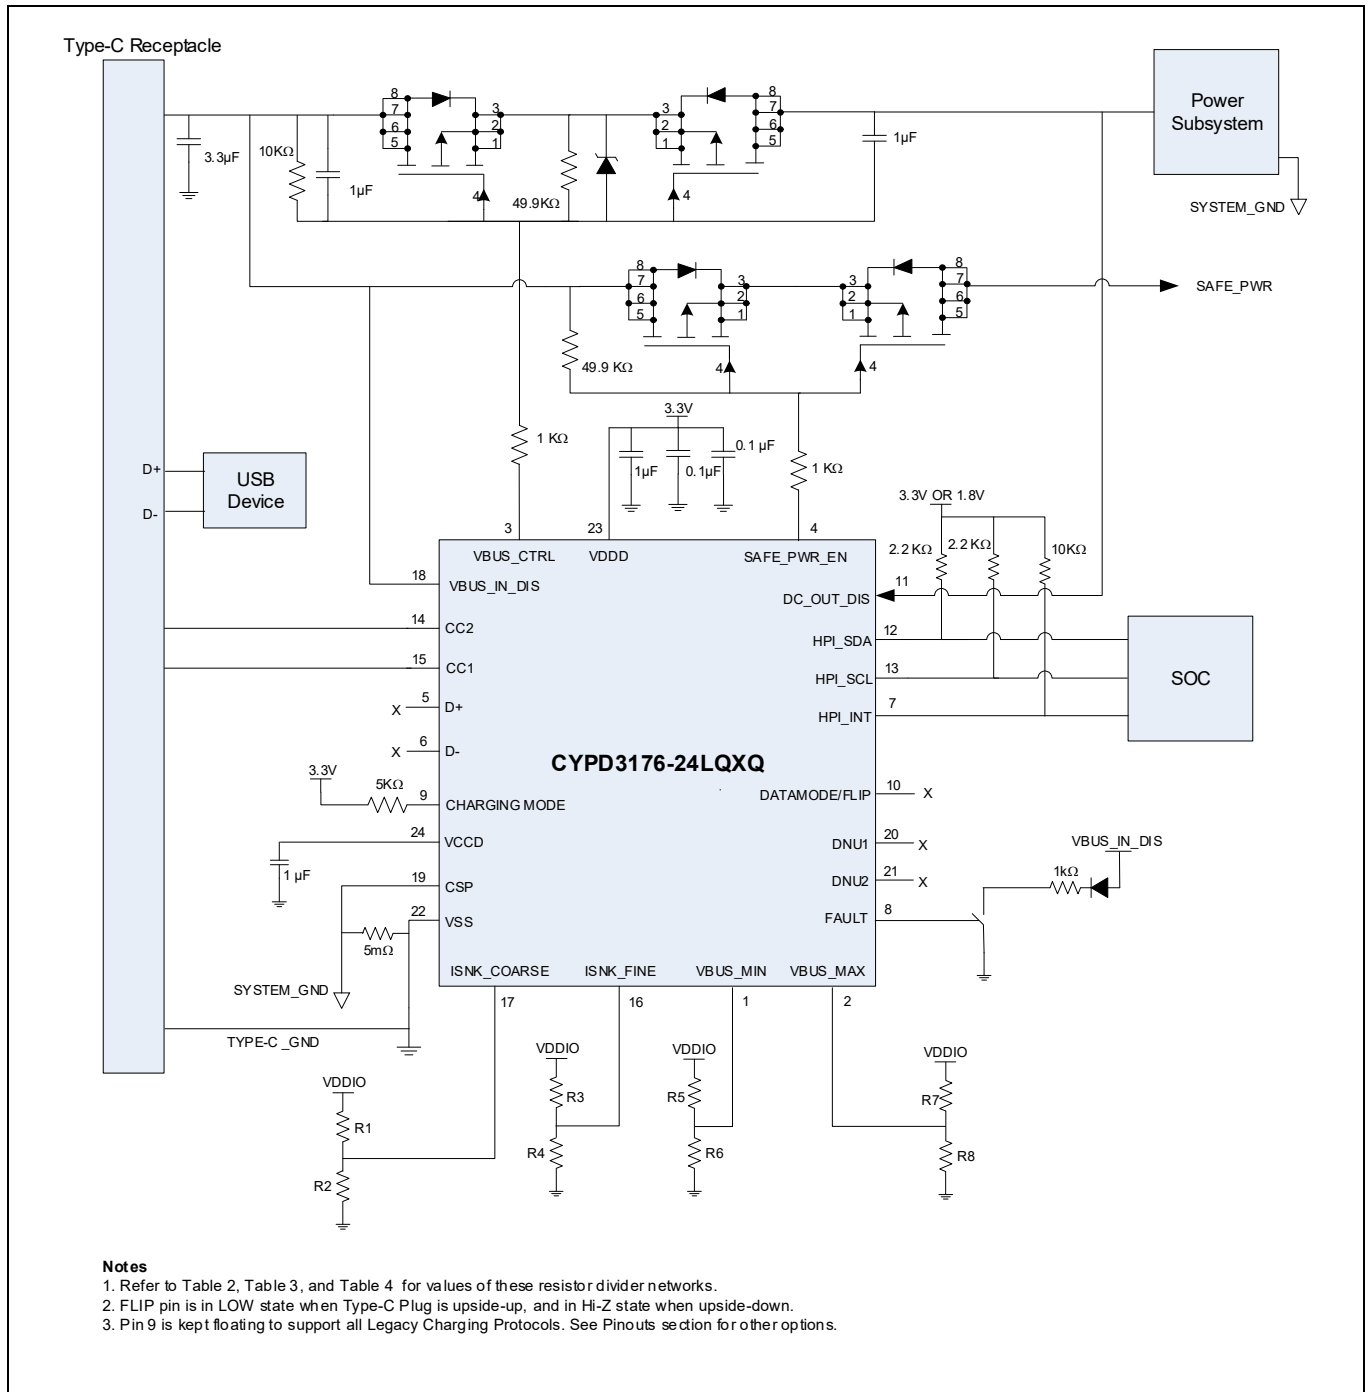 Type-C Receptacle
Power
Subsystem
SYSTEM_GND
3.3µF
10KΩ
1µF
8
7
6
5
3
2
1
4
49.9KΩ
3
2
1
8
7
6
5
4
1µF
8
7
6
5
3
2
1
4
3
2
1
8
7
6
5
4
SAFE_PWR
49.9 KΩ
1 KΩ
3.3V
1µF
0.1µF
0.1 µF
1 KΩ
D+
D-
USB
Device
3.3V OR 1.8V
2.2 KΩ
2.2 KΩ
10KΩ
3
23
4
VBUS_CTRL
VDDD
SAFE_PWR_EN
18
VBUS_IN_DIS
11
DC_OUT_DIS
14
CC2
12
HPI_SDA
15
CC1
13
HPI_SCL
SOC
5
X
D+
7
HPI_INT
6
X
D-
CYPD3176-24LQXQ
3.3V
5KΩ
9
CHARGING MODE
DATAMODE/FLIP
10
X
24
VCCD
1 µF
DNU1
20
X
VBUS_IN_DIS
19
CSP
DNU2
21
X
1kΩ
22
VSS
5mΩ
FAULT
8
SYSTEM_GND
ISNK_COARSE
ISNK_FINE
VBUS_MIN
VBUS_MAX
17
16
1
2
TYPE-C_GND
VDDIO
R1
R2
VDDIO
R3
R4
VDDIO
R5
R6
VDDIO
R7
R8
Notes
1. Refer to Table 2, Table 3, and Table 4 for values of these resistor divider networks.
2. FLIP pin is in LOW state when Type-C Plug is upside-up, and in Hi-Z state when upside-down.
3. Pin 9 is kept floating to support all Legacy Charging Protocols. See Pinouts section for other options.